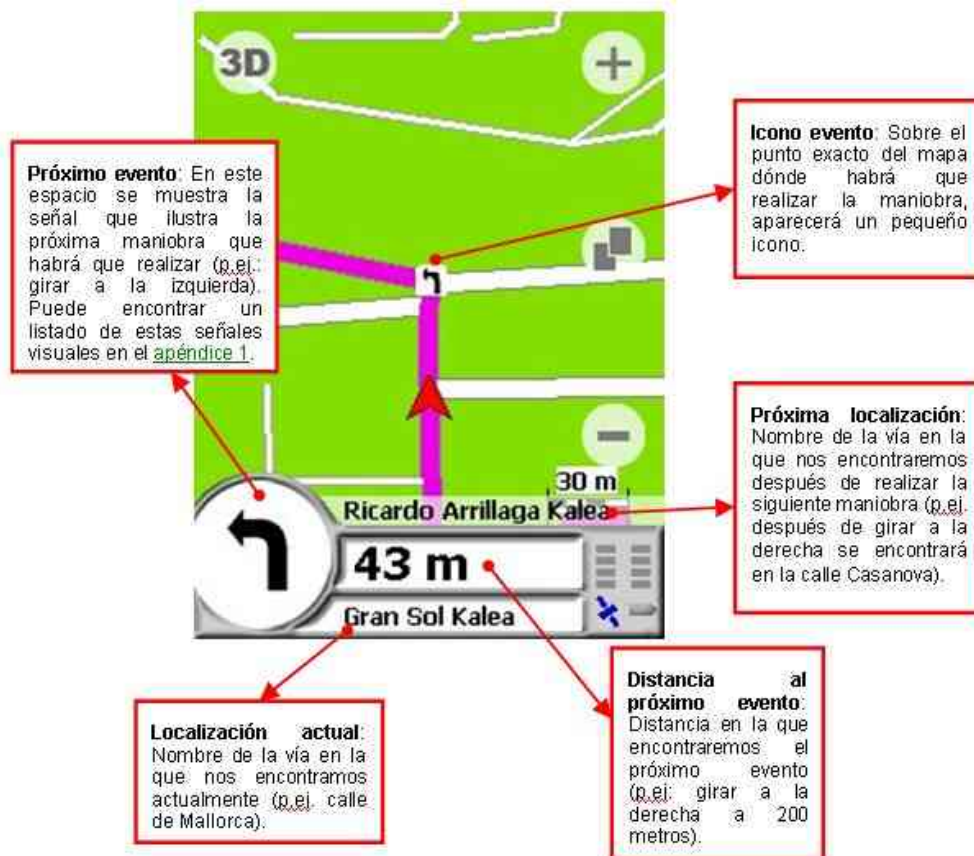 3D
+
Próximo evento: En este
espacio se muestra la
señal que ilustra la
próxima maniobra que
habrá que realizar (p.ej.:
girar a la izquierda).
Puede encontrar un
listado de estas señales
visuales en el apéndice 1.
Icono evento: Sobre el
punto exacto del mapa
dónde habrá que
realizar la maniobra,
aparecerá un pequeño
icono.
Próxima localización:
Nombre de la vía en la
que nos encontraremos
después de realizar la
siguiente maniobra (p.ej.
después de girar a la
derecha se encontrará
en la calle Casanova).
30 m
Ricardo Arrillaga Kalea
43 m
Gran Sol Kalea
Localización actual:
Nombre de la vía en la
que nos encontramos
actualmente (p.ej. calle
de Mallorca).
Distancia al
próximo evento:
Distancia en la que
encontraremos el
próximo evento
(p.ej: girar a la
derecha a 200
metros).